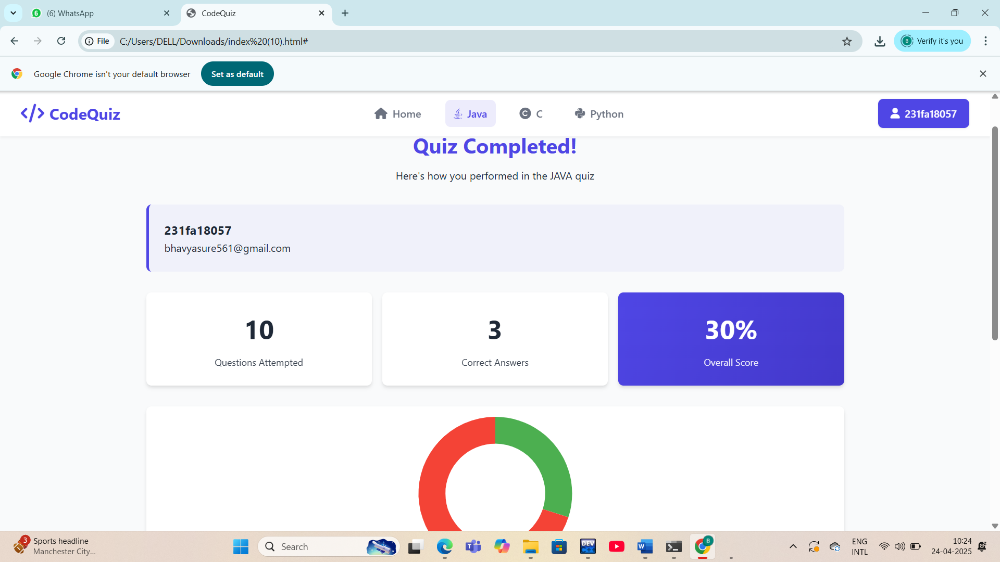 6
(6) WhatsApp
CodeQuiz
File
C:/Users/DELL/Downloads/index%20(10).html#
B
Verify it's you
Google Chrome isn't your default browser
Set as default
</> CodeQuiz
Home
Java
C
C
Python
231fa18057
Quiz Completed!
Here's how you performed in the JAVA quiz
231fa18057
bhavyasure561@gmail.com
10
3
30%
Questions Attempted
Correct Answers
Overall Score
3
Sports headline
Manchester City...
Search
T
DEV
C++
W
B
ENG
INTL
10:24
24-04-2025